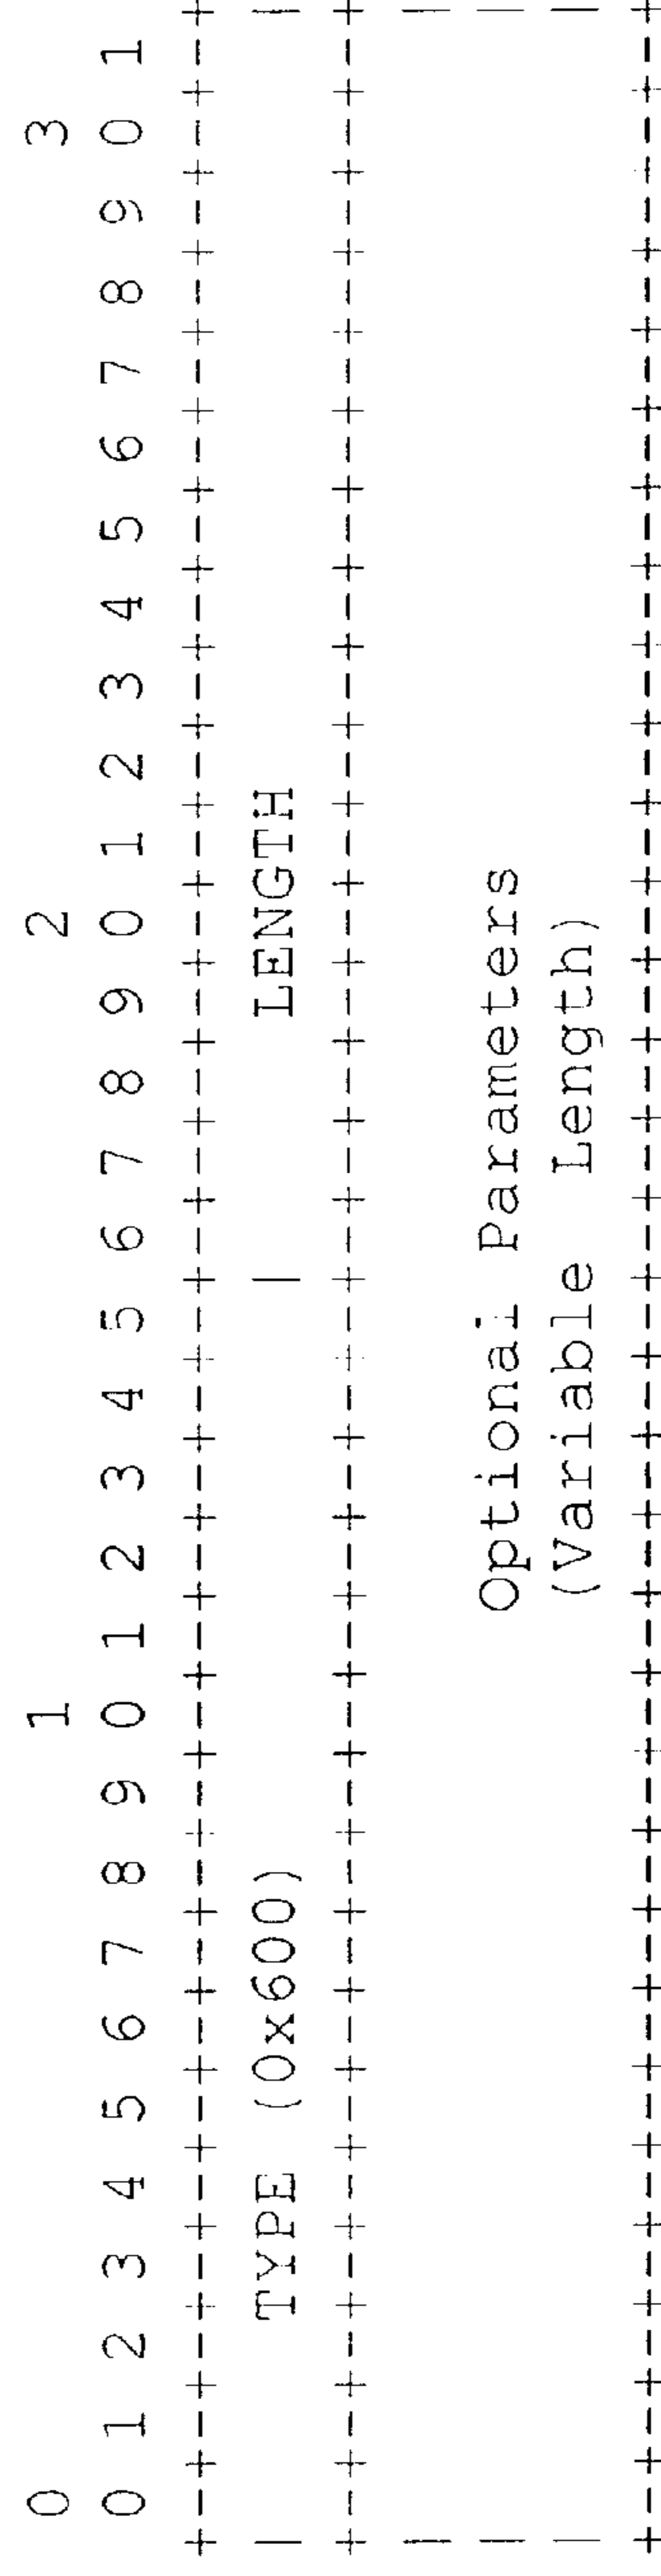 0                   1                   2                   3
0 1 2 3 4 5 6 7 8 9 0 1 2 3 4 5 6 7 8 9 0 1 2 3 4 5 6 7 8 9 0 1
+-+-+-+-+-+-+-+-+-+-+-+-+-+-+-+-+-+-+-+-+-+-+-+-+-+-+-+-+-+-+-+-+
|     TYPE (0x600)              |      LENGTH                   |
+-+-+-+-+-+-+-+-+-+-+-+-+-+-+-+-+-+-+-+-+-+-+-+-+-+-+-+-+-+-+-+-+
|                                                               |
|                       Optional Parameters                     |
|                       (Variable Length)                       |
+-+-+-+-+-+-+-+-+-+-+-+-+-+-+-+-+-+-+-+-+-+-+-+-+-+-+-+-+-+-+-+-+